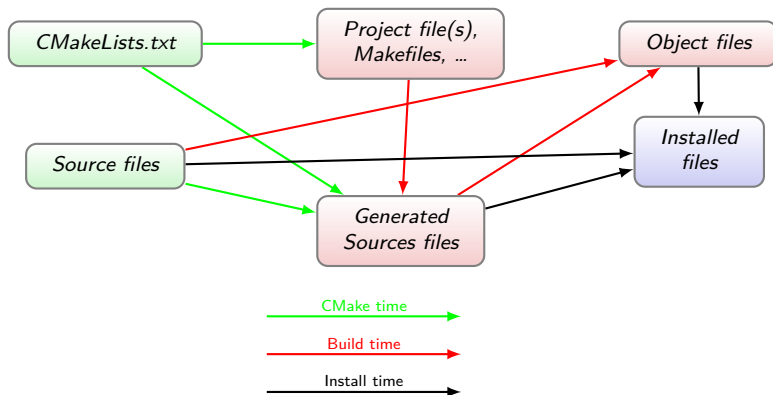 CMakeLists.txt
Project file(s),
Makefiles, ...
Object files
Source files
Installed
files
Generated
Sources files
CMake time
Build time
Install time